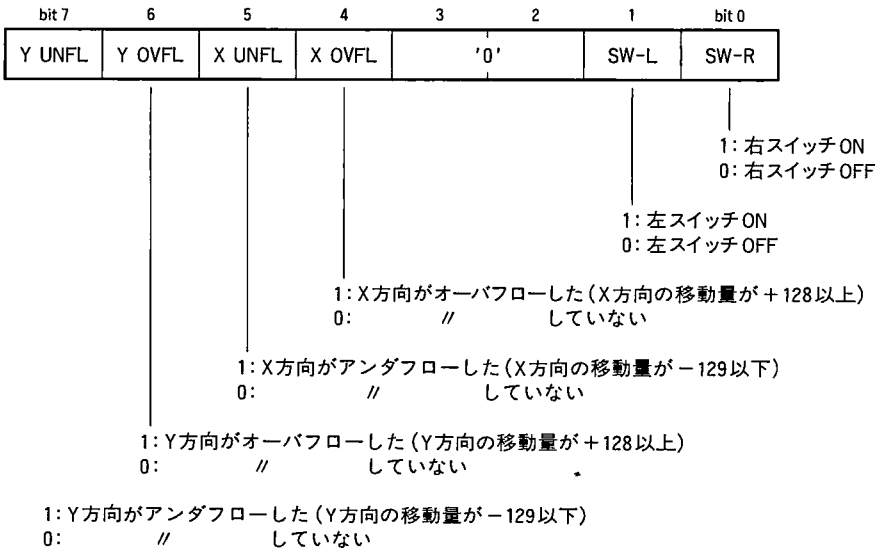 bit 7 6 5 4 3 2 1 bit 0
Y UNFL Y OVFL X UNFL X OVFL '0' SW-L SW-R
1: 右スイッチON
0: 右スイッチOFF
1: 左スイッチON
0: 左スイッチOFF
1: X方向がオーバフローした(X方向の移動量が+128以上)
0: 〃 していない
1: X方向がアンダフローした(X方向の移動量が-129以下)
0: 〃 していない
1: Y方向がオーバフローした(Y方向の移動量が+128以上)
0: 〃 していない
1: Y方向がアンダフローした(Y方向の移動量が-129以下)
0: 〃 していない